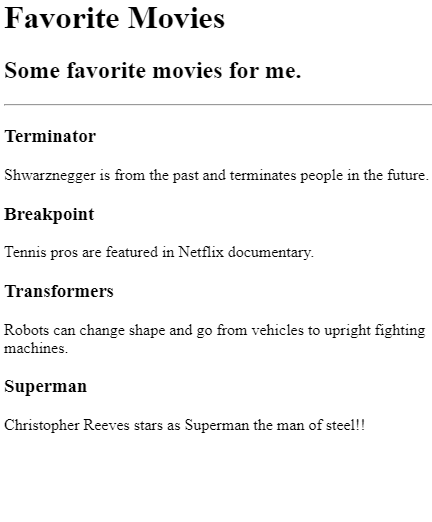 Favorite Movies
Some favorite movies for me.
Terminator
Shwarznegger is from the past and terminates people in the future.
Breakpoint
Tennis pros are featured in Netflix documentary.
Transformers
Robots can change shape and go from vehicles to upright fighting
machines.
Superman
Christopher Reeves stars as Superman the man of steel!!